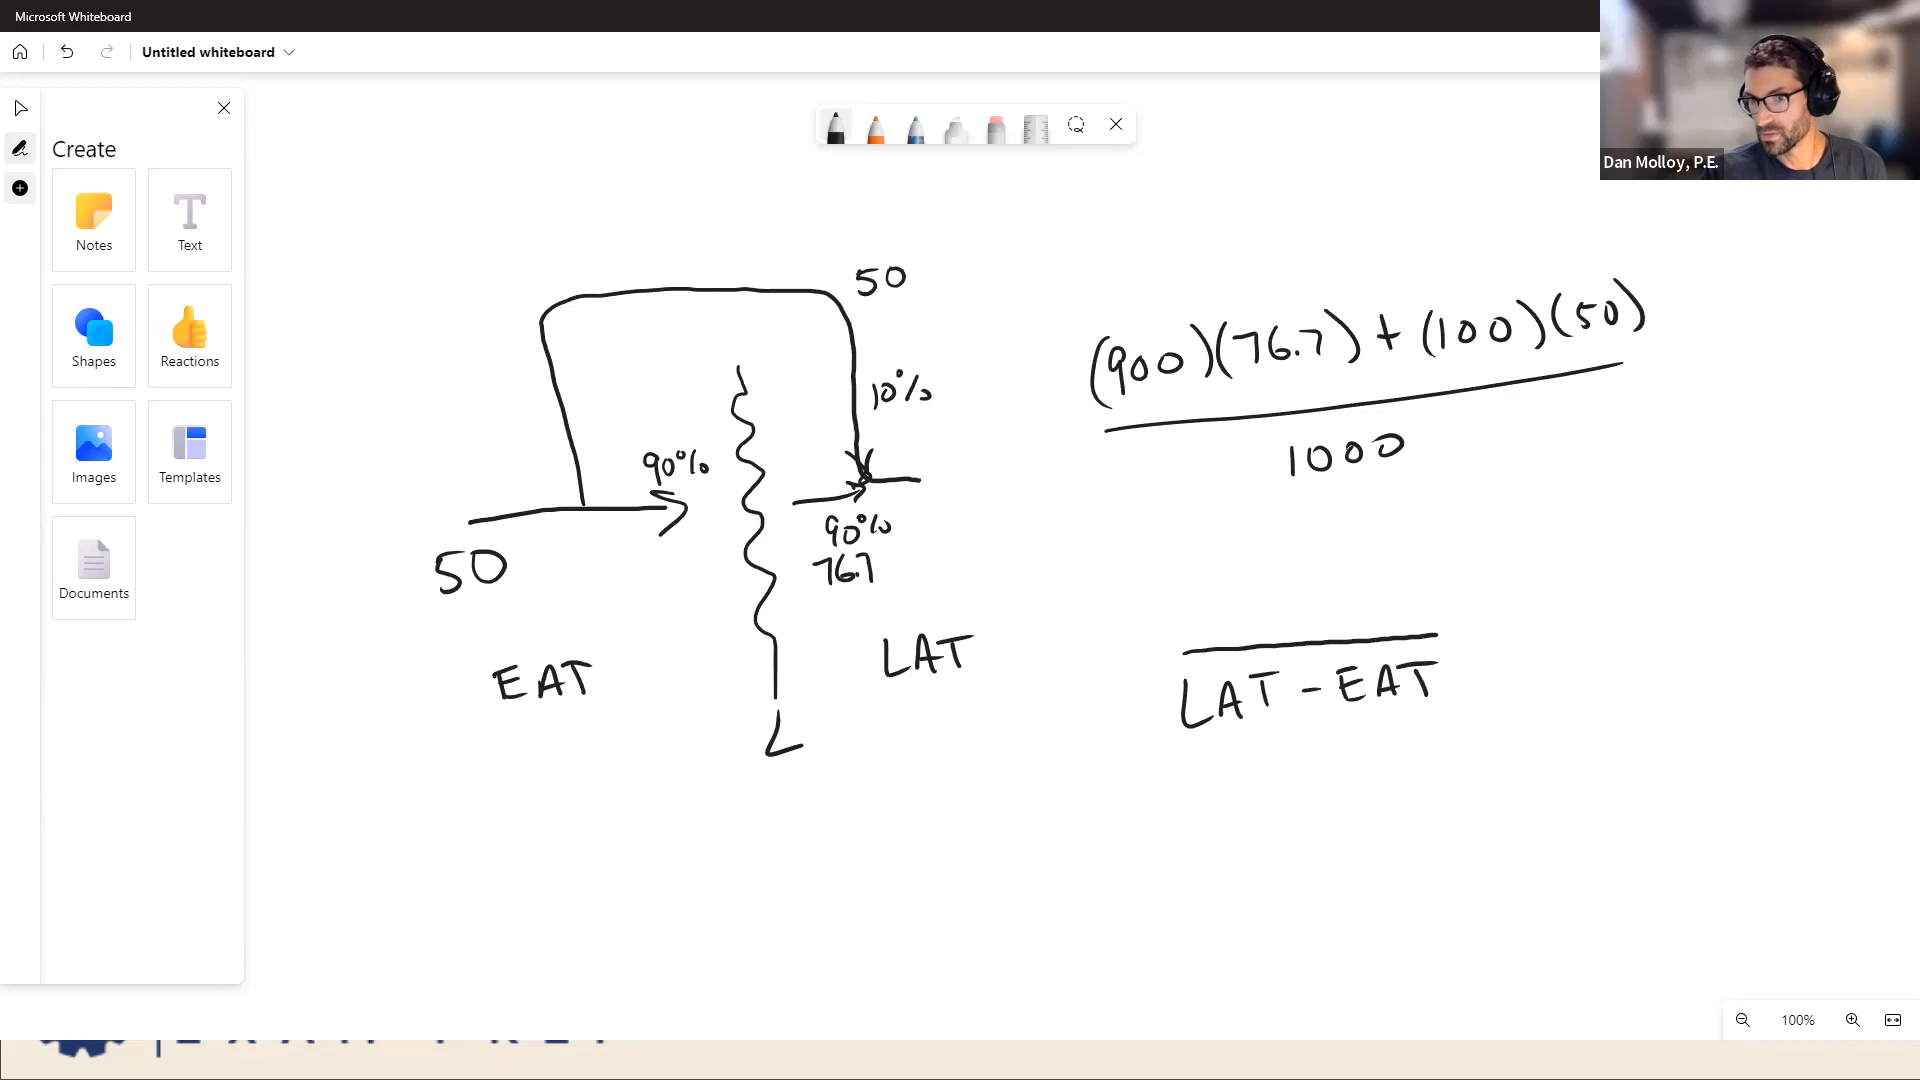 Microsoft Whiteboard
Untitled whiteboard
Dan Molloy, P.E.
Create
Notes
Text
Shapes
Reactions
Images
Templates
Documents
50
10%
90%
50
90%
76.7
EAT
LAT
L
(900)(76.7) + (100)(50)
1000
LAT - EAT
100%